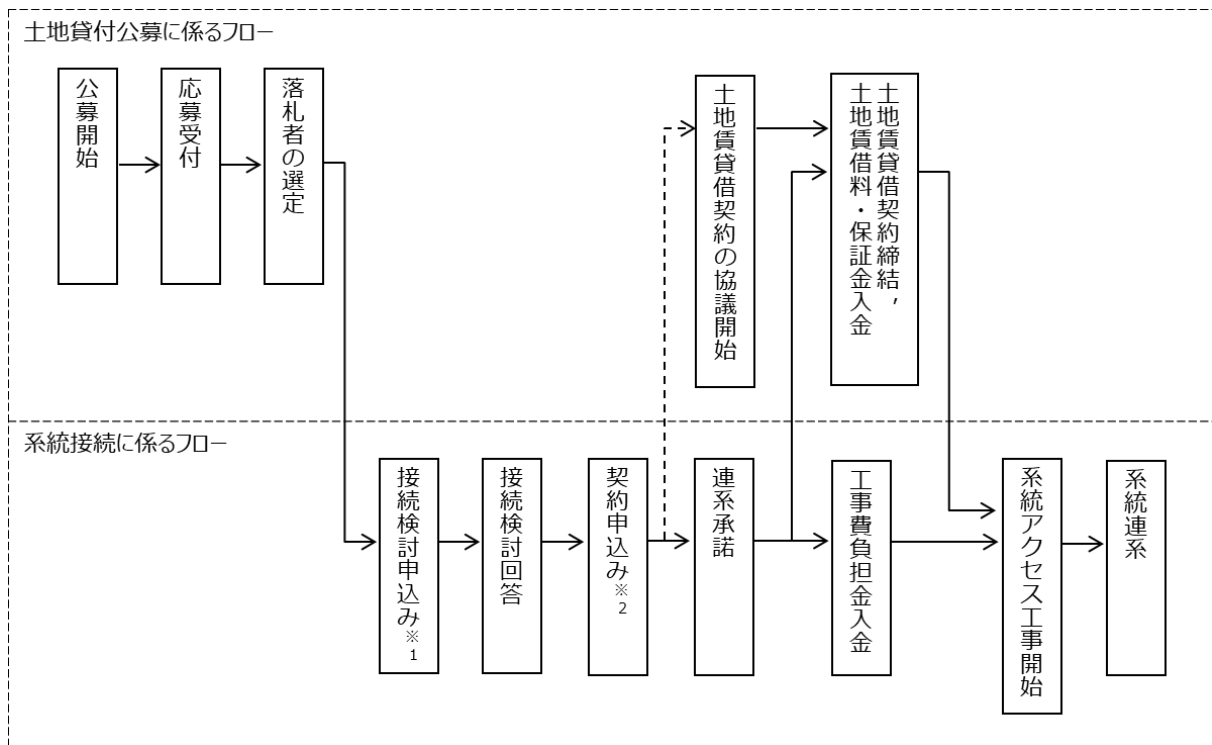 土地貸付公募に係るフロー
公募開始
応募受付
落札者の選定
土地賃貸借契約の協議開始
土地賃貸借契約締結，
土地賃借料・保証金入金
系統接続に係るフロー
接続検討申込み※1
接続検討回答
契約申込み※2
連系承諾
工事費負担金入金
系統アクセス工事開始
系統連系